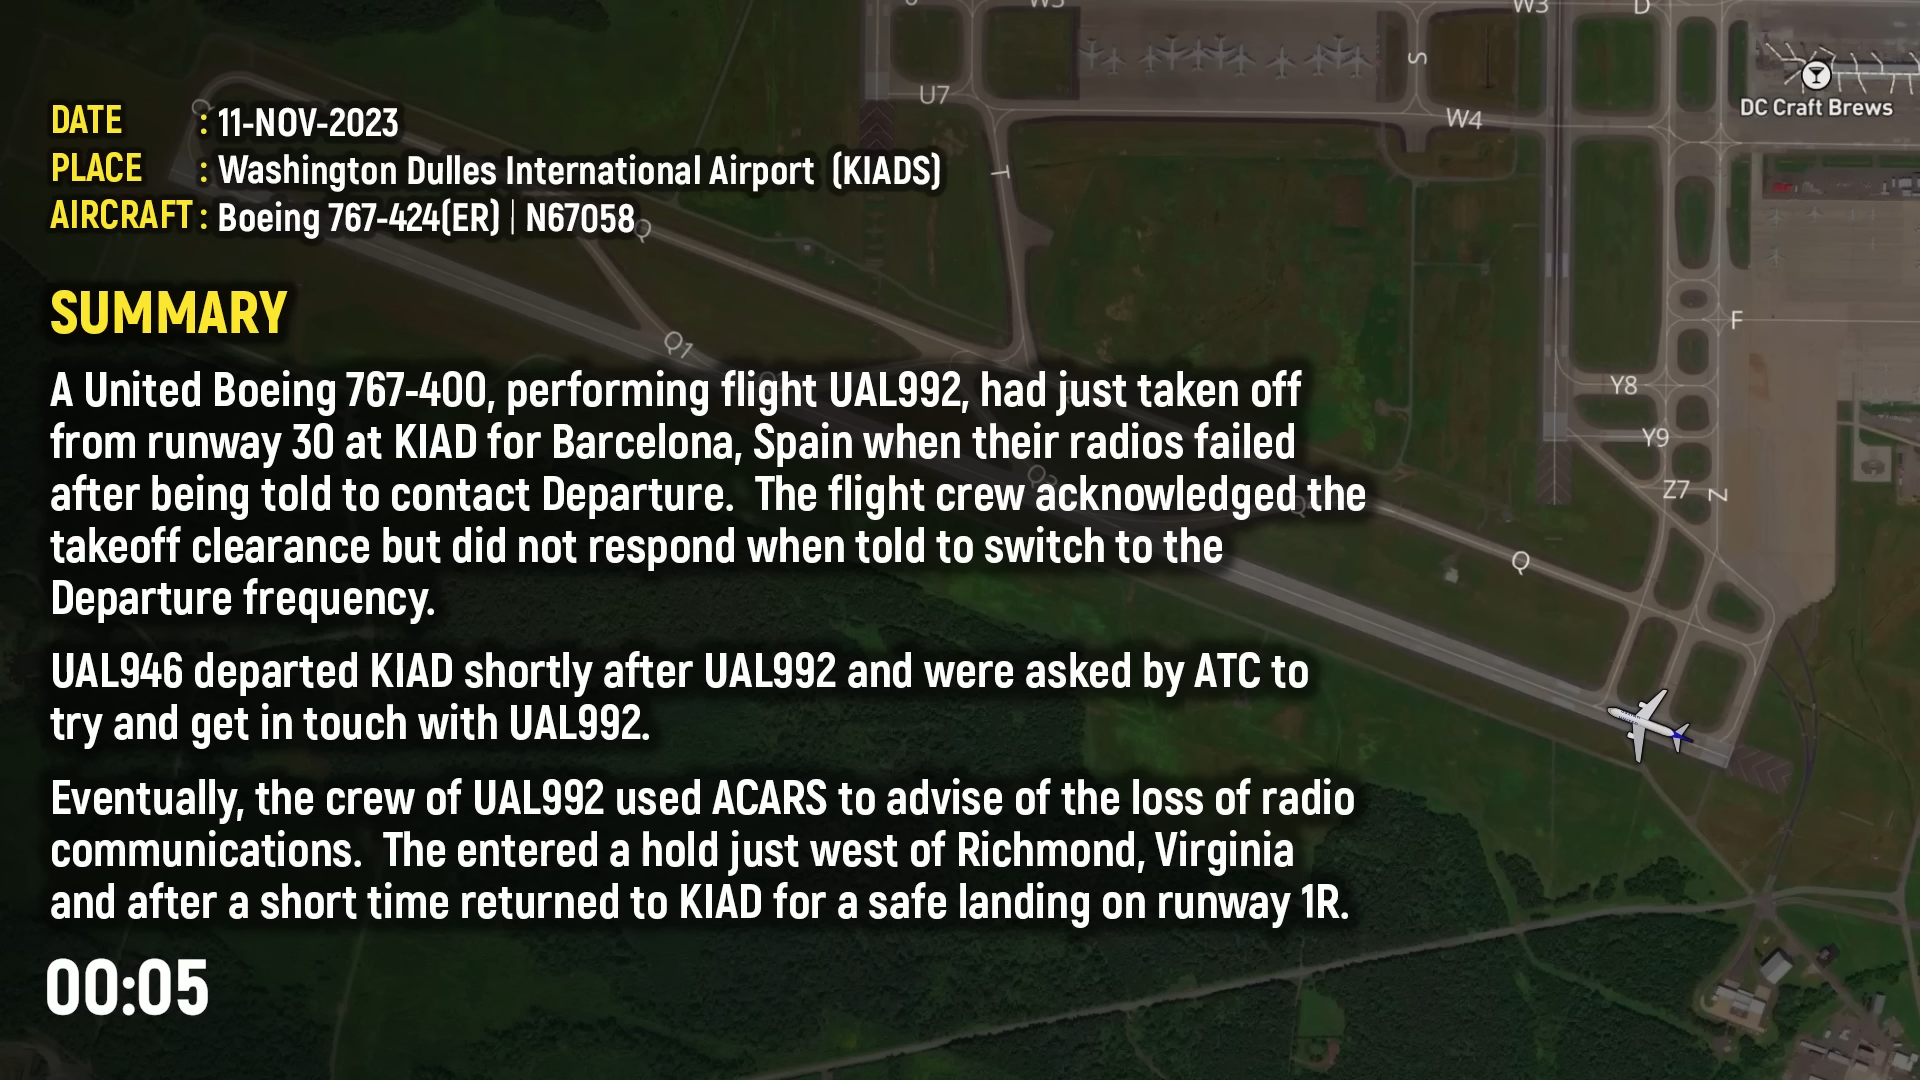 W3
W3
D
S
DC Craft Brews
U7
W4
Q
DATE : 11-NOV-2023
PLACE : Washington Dulles International Airport (KIADS)
T
AIRCRAFT : Boeing 767-424(ER) | N67058
Q
SUMMARY
F
Q1
A United Boeing 767-400, performing flight UAL992, had just taken off
Y8
from runway 30 at KIAD for Barcelona, Spain when their radios failed
Y9
after being told to contact Departure. The flight crew acknowledged the
Z7
Z
takeoff clearance but did not respond when told to switch to the
Q
Departure frequency.
UAL946 departed KIAD shortly after UAL992 and were asked by ATC to
try and get in touch with UAL992.
Eventually, the crew of UAL992 used ACARS to advise of the loss of radio
communications. The entered a hold just west of Richmond, Virginia
and after a short time returned to KIAD for a safe landing on runway 1R.
00:05